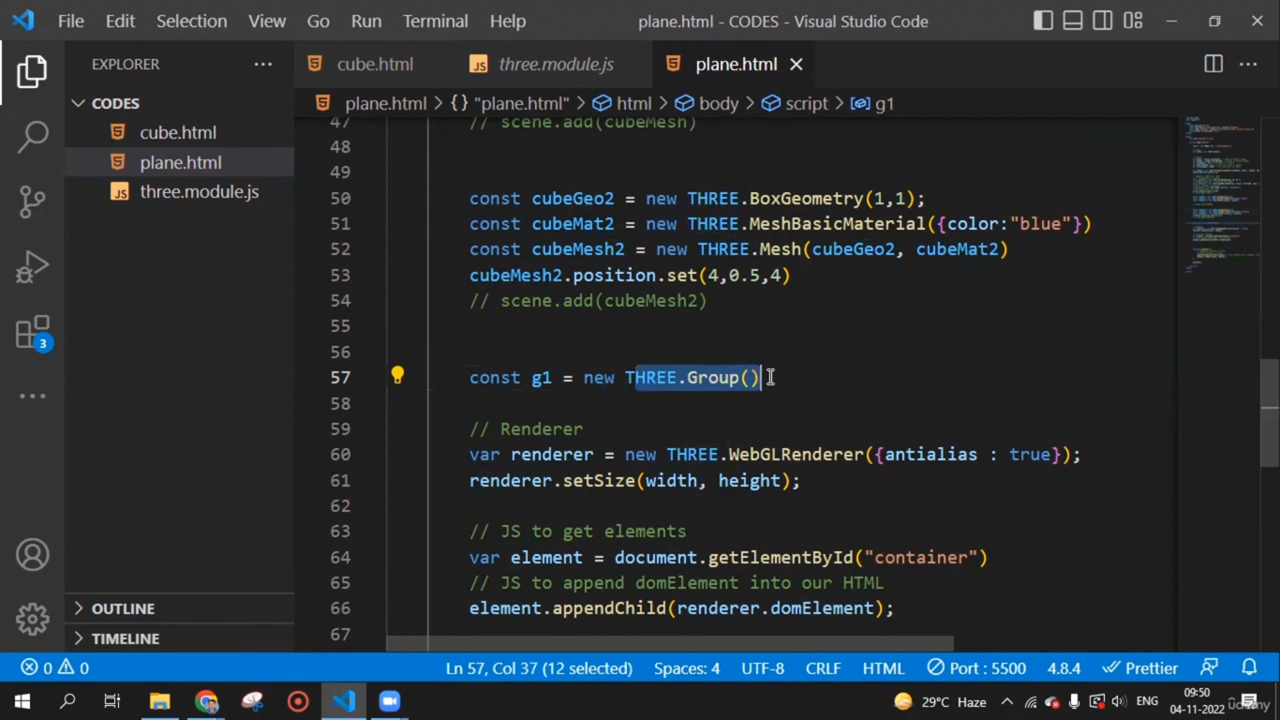 File Edit Selection View Go Run Terminal Help plane.html - CODES - Visual Studio Code
EXPLORER
cube.html
JS three.module.js
plane.html
plane.html > {} "plane.html" > html > body > script > g1
CODES
cube.html
plane.html
JS three.module.js
47 // scene.add(cubeMesh)
48
49
50 const cubeGeo2 = new THREE.BoxGeometry(1,1);
51 const cubeMat2 = new THREE.MeshBasicMaterial({color:"blue"})
52 const cubeMesh2 = new THREE.Mesh(cubeGeo2, cubeMat2)
53 cubeMesh2.position.set(4,0.5,4)
54 // scene.add(cubeMesh2)
55
56
57 const g1 = new THREE.Group()
58
59 // Renderer
60 var renderer = new THREE.WebGLRenderer({antialias : true});
61 renderer.setSize(width, height);
62
63 // JS to get elements
64 var element = document.getElementById("container")
65 // JS to append domElement into our HTML
66 element.appendChild(renderer.domElement);
67
3
OUTLINE
TIMELINE
0 0 Ln 57, Col 37 (12 selected) Spaces: 4 UTF-8 CRLF HTML Port : 5500 4.8.4 Prettier
29°C Haze ENG 09:50
04-11-2022
udemy